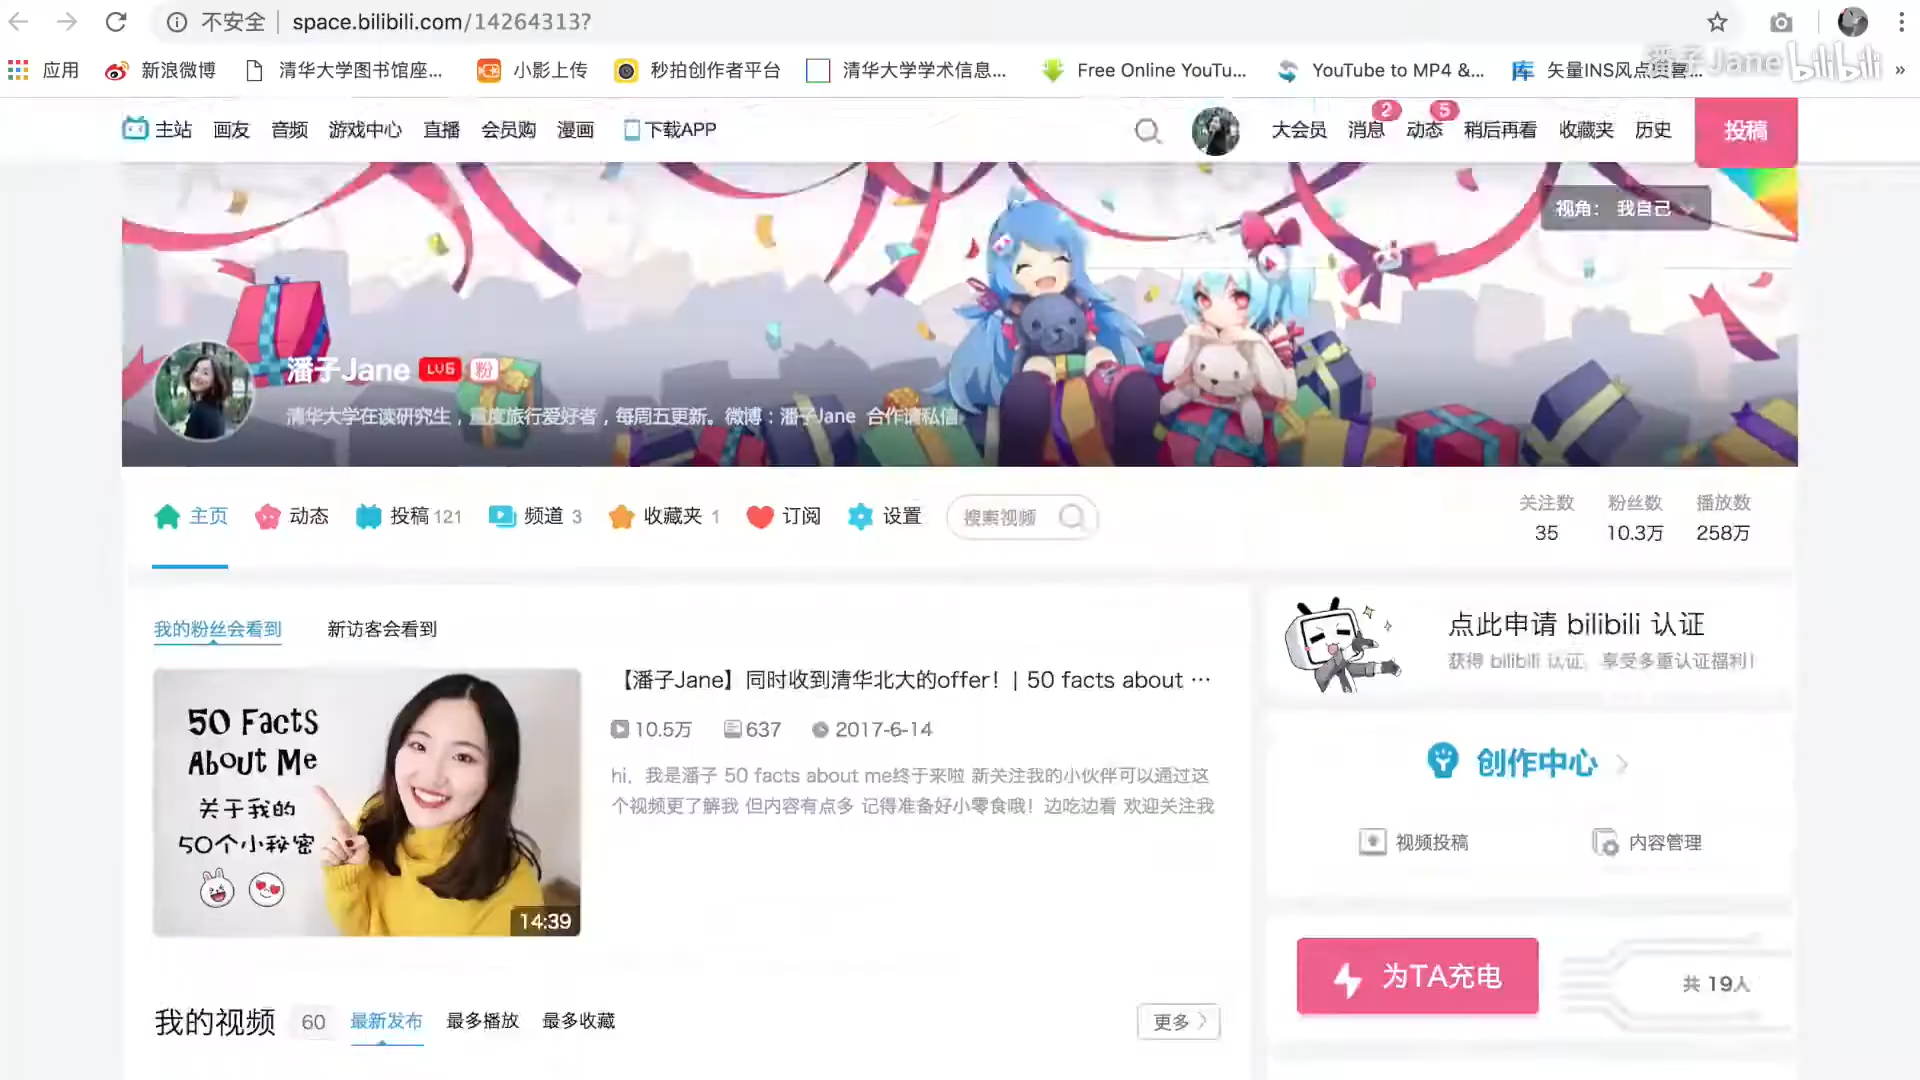 不安全 space.bilibili.com/14264313?
应用 新浪微博 清华大学图书馆座... 小影上传 秒拍创作者平台 清华大学学术信息... Free Online YouTu... YouTube to MP4 &... »
潘子Jane bilibili
主站 画友 音频 游戏中心 直播 会员购 漫画 下载APP
大会员 消息 2 动态 5 稍后再看 收藏夹 历史 投稿
视角： 我自己
潘子Jane LV6 粉
清华大学在读研究生，重度旅行爱好者，每周五更新。微博：潘子Jane 合作请私信
主页 动态 投稿 121 频道 3 收藏夹 1 订阅 设置 搜索视频
关注数 粉丝数 播放数
35 10.3万 258万
我的粉丝会看到 新访客会看到
50 Facts
About Me
关于我的
50个小秘密
14:39
【潘子Jane】同时收到清华北大的offer！| 50 facts about ···
10.5万 637 2017-6-14
hi，我是潘子 50 facts about me终于来啦 新关注我的小伙伴可以通过这
个视频更了解我 但内容有点多 记得准备好小零食哦！边吃边看 欢迎关注我
点此申请 bilibili 认证
获得 bilibili 认证，享受多重认证福利！
创作中心
视频投稿 内容管理
为TA充电
共 19人
我的视频 60 最新发布 最多播放 最多收藏 更多